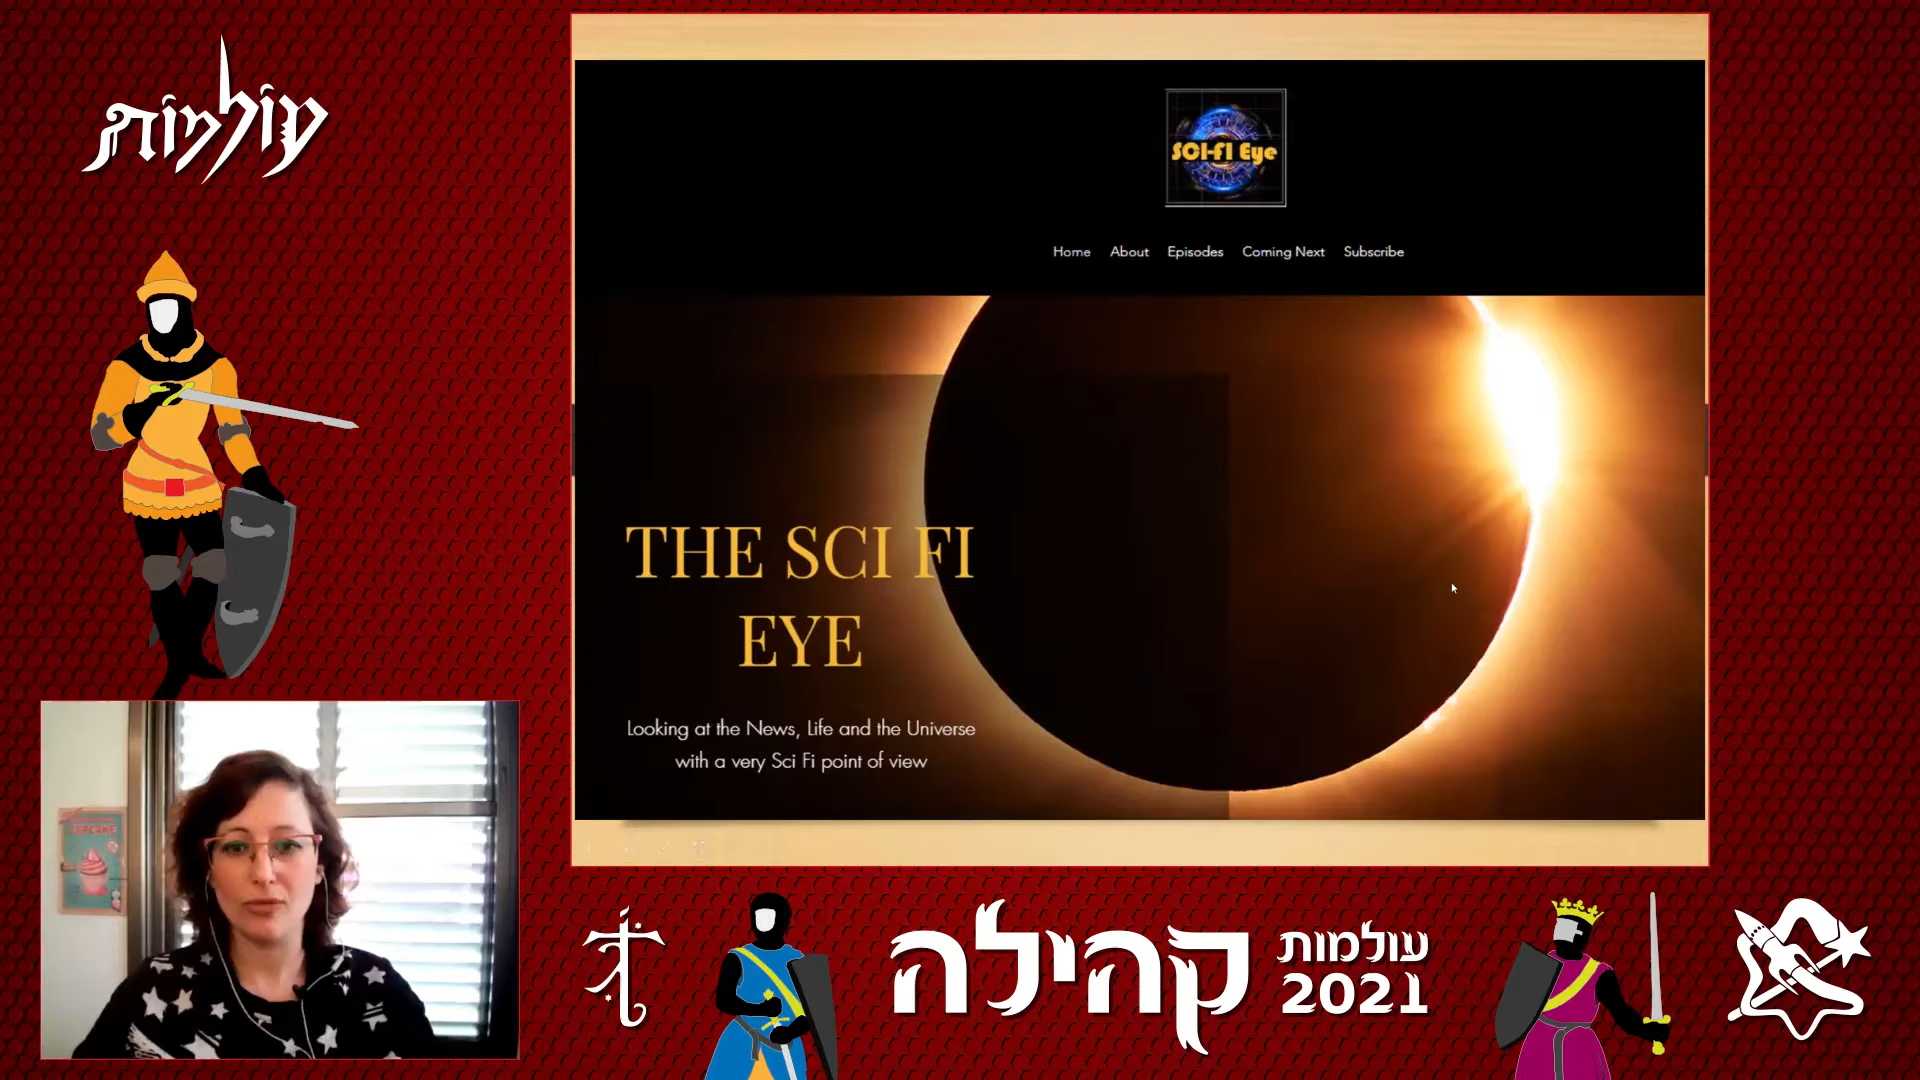 עולמות
SCI-FI Eye
Home About Episodes Coming Next Subscribe
THE SCI FI
EYE
Looking at the News, Life and the Universe
with a very Sci Fi point of view
CUPCAKE
קהילה
עולמות
2021